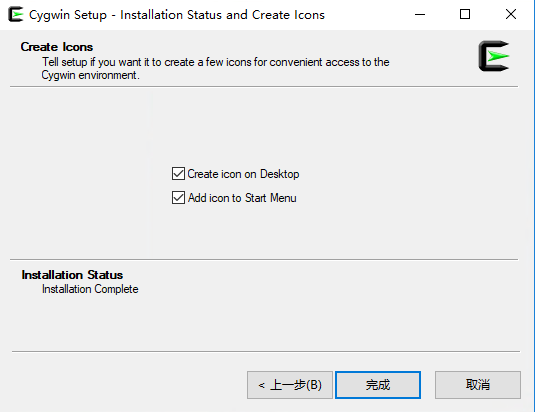 Cygwin Setup - Installation Status and Create Icons
Create Icons
Tell setup if you want it to create a few icons for convenient access to the
Cygwin environment.
Create icon on Desktop
Add icon to Start Menu
Installation Status
Installation Complete
< 上一步(B) 完成 取消